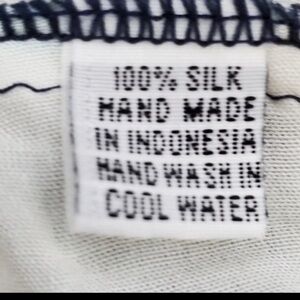 100% SILK
HAND MADE
IN INDONESIA
HAND WASH IN
COOL WATER